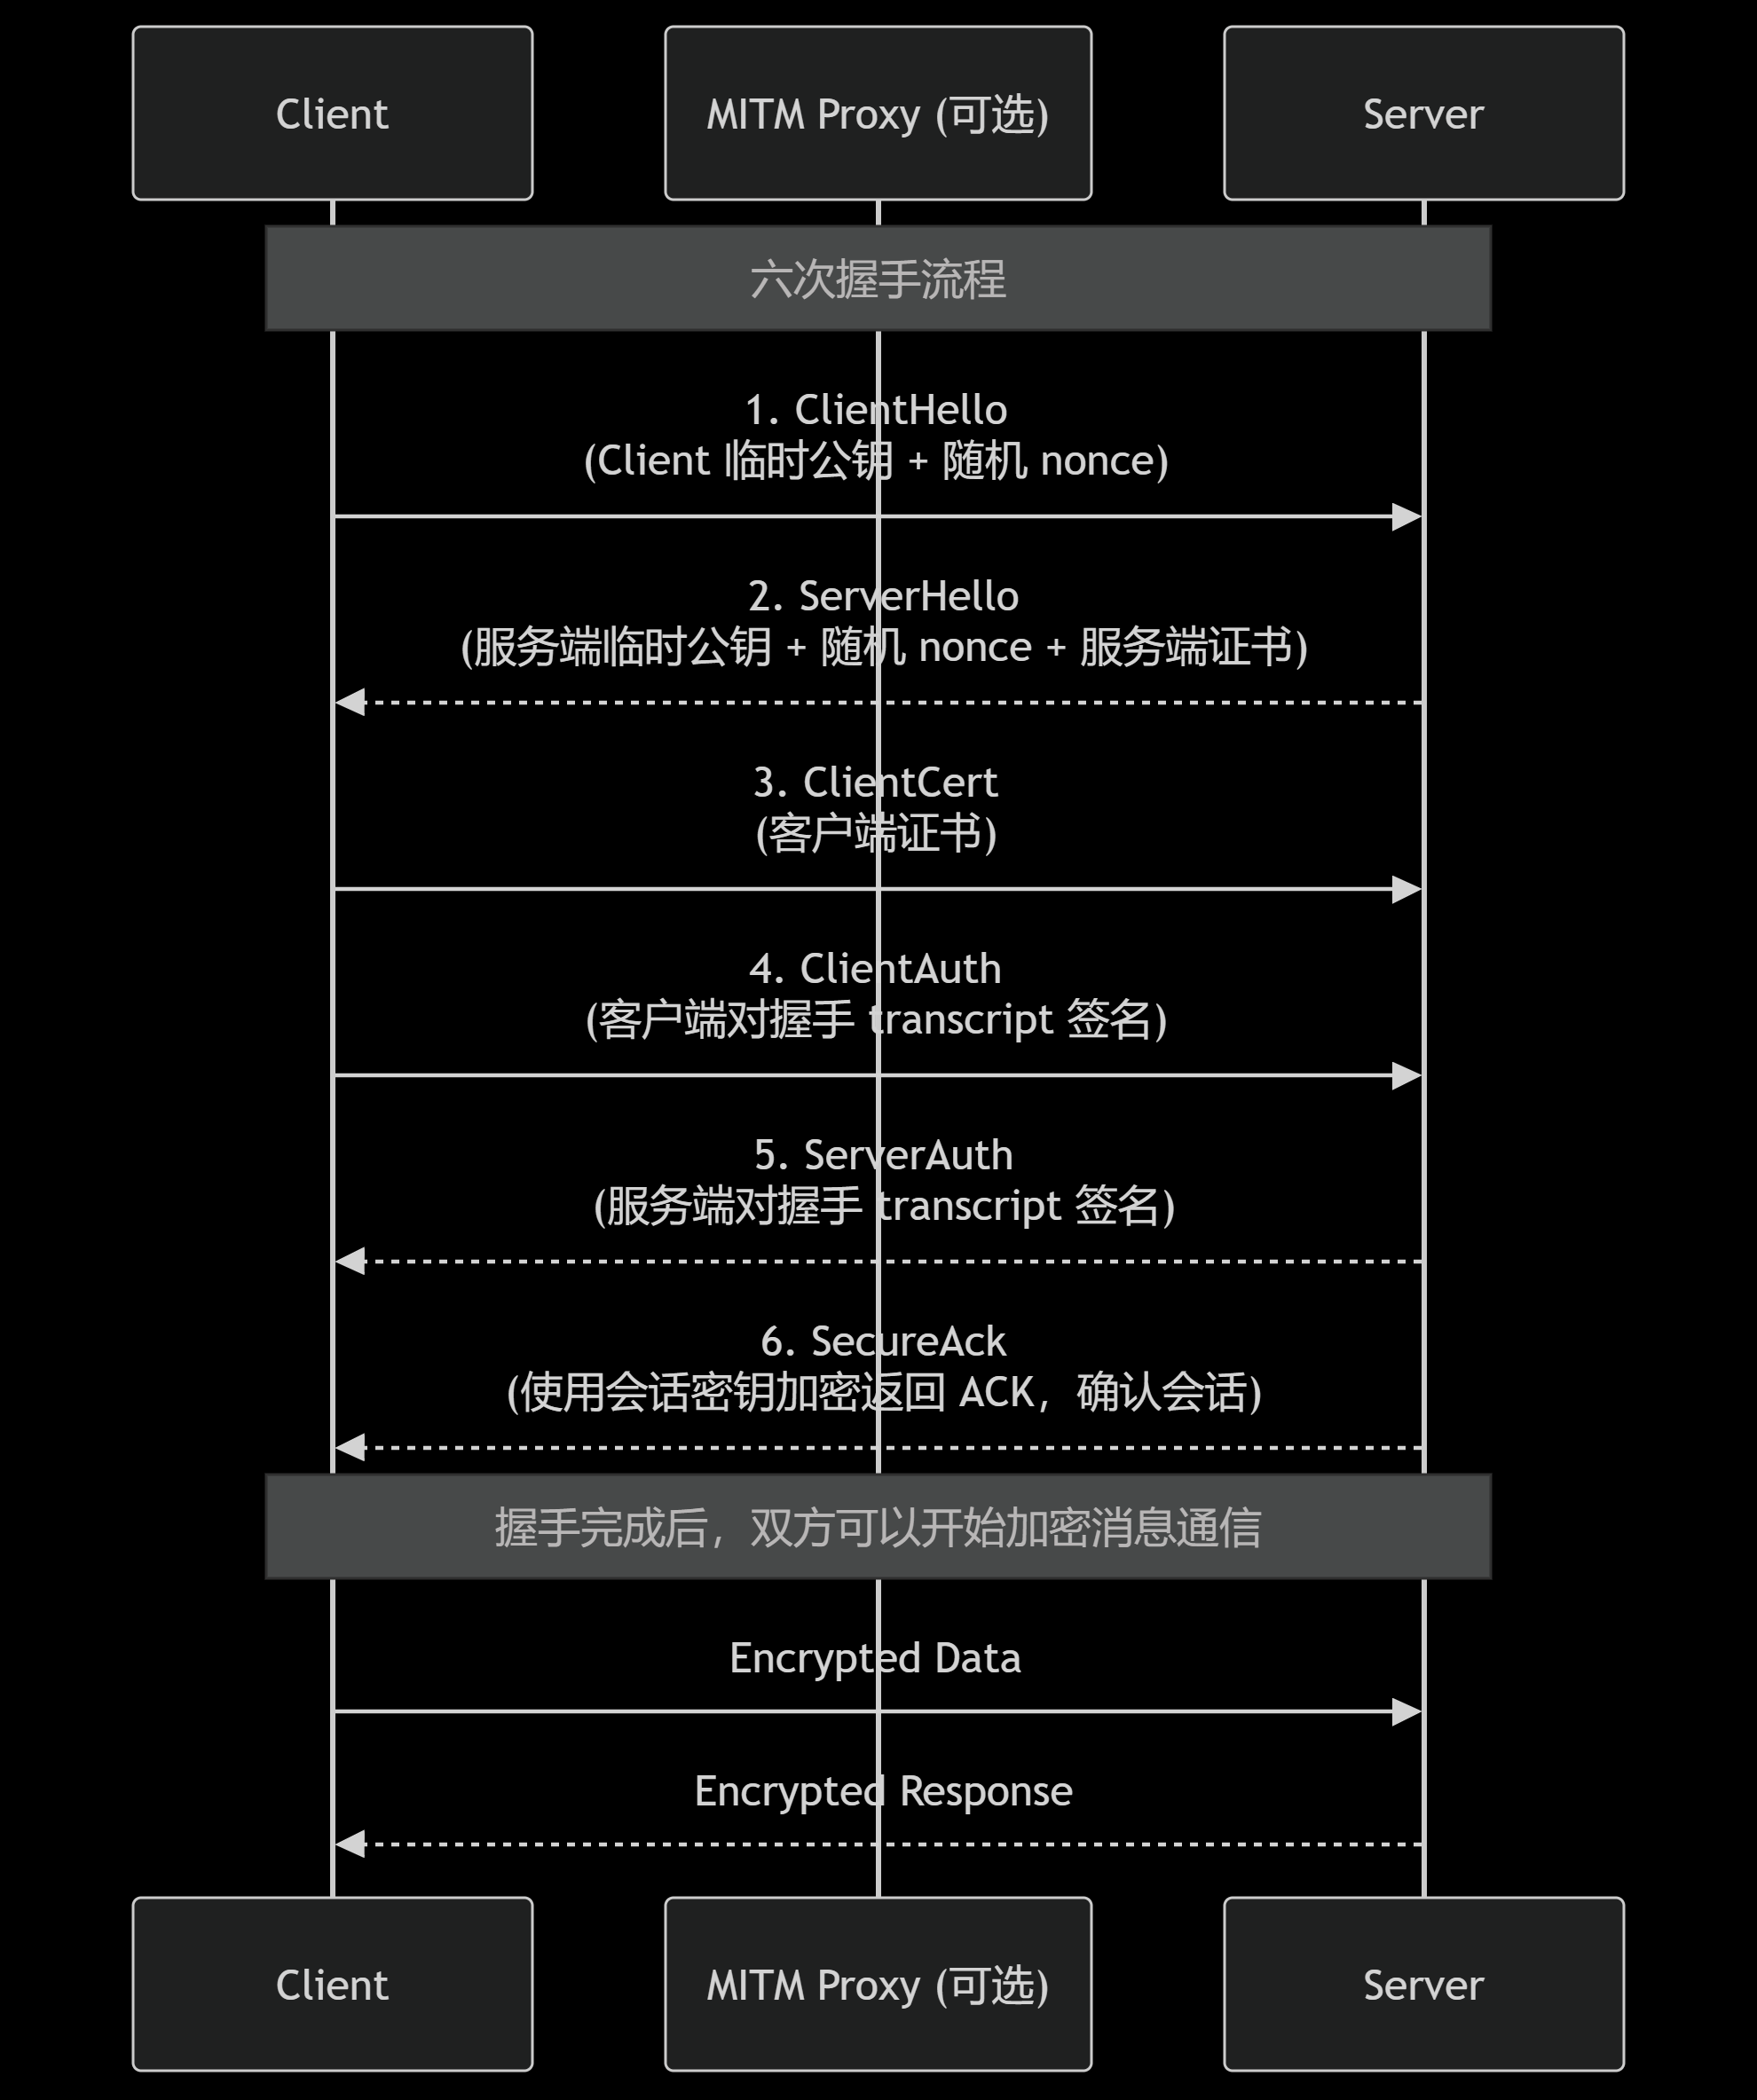 Client
MITM Proxy (可选)
Server
六次握手流程
1. ClientHello
(Client 临时公钥 + 随机 nonce)
2. ServerHello
(服务端临时公钥 + 随机 nonce + 服务端证书)
3. ClientCert
(客户端证书)
4. ClientAuth
(客户端对握手 transcript 签名)
5. ServerAuth
(服务端对握手 transcript 签名)
6. SecureAck
(使用会话密钥加密返回 ACK，确认会话)
握手完成后，双方可以开始加密消息通信
Encrypted Data
Encrypted Response
Client
MITM Proxy (可选)
Server